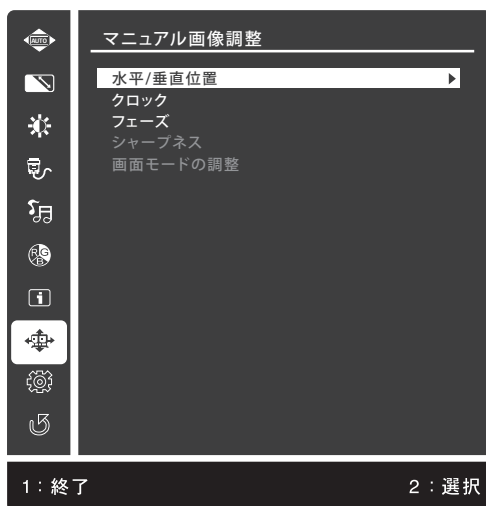 AUTO
マニュアル画像調整
水平/垂直位置
クロック
フェーズ
シャープネス
画面モードの調整
R G B
i
1：終了
2：選択